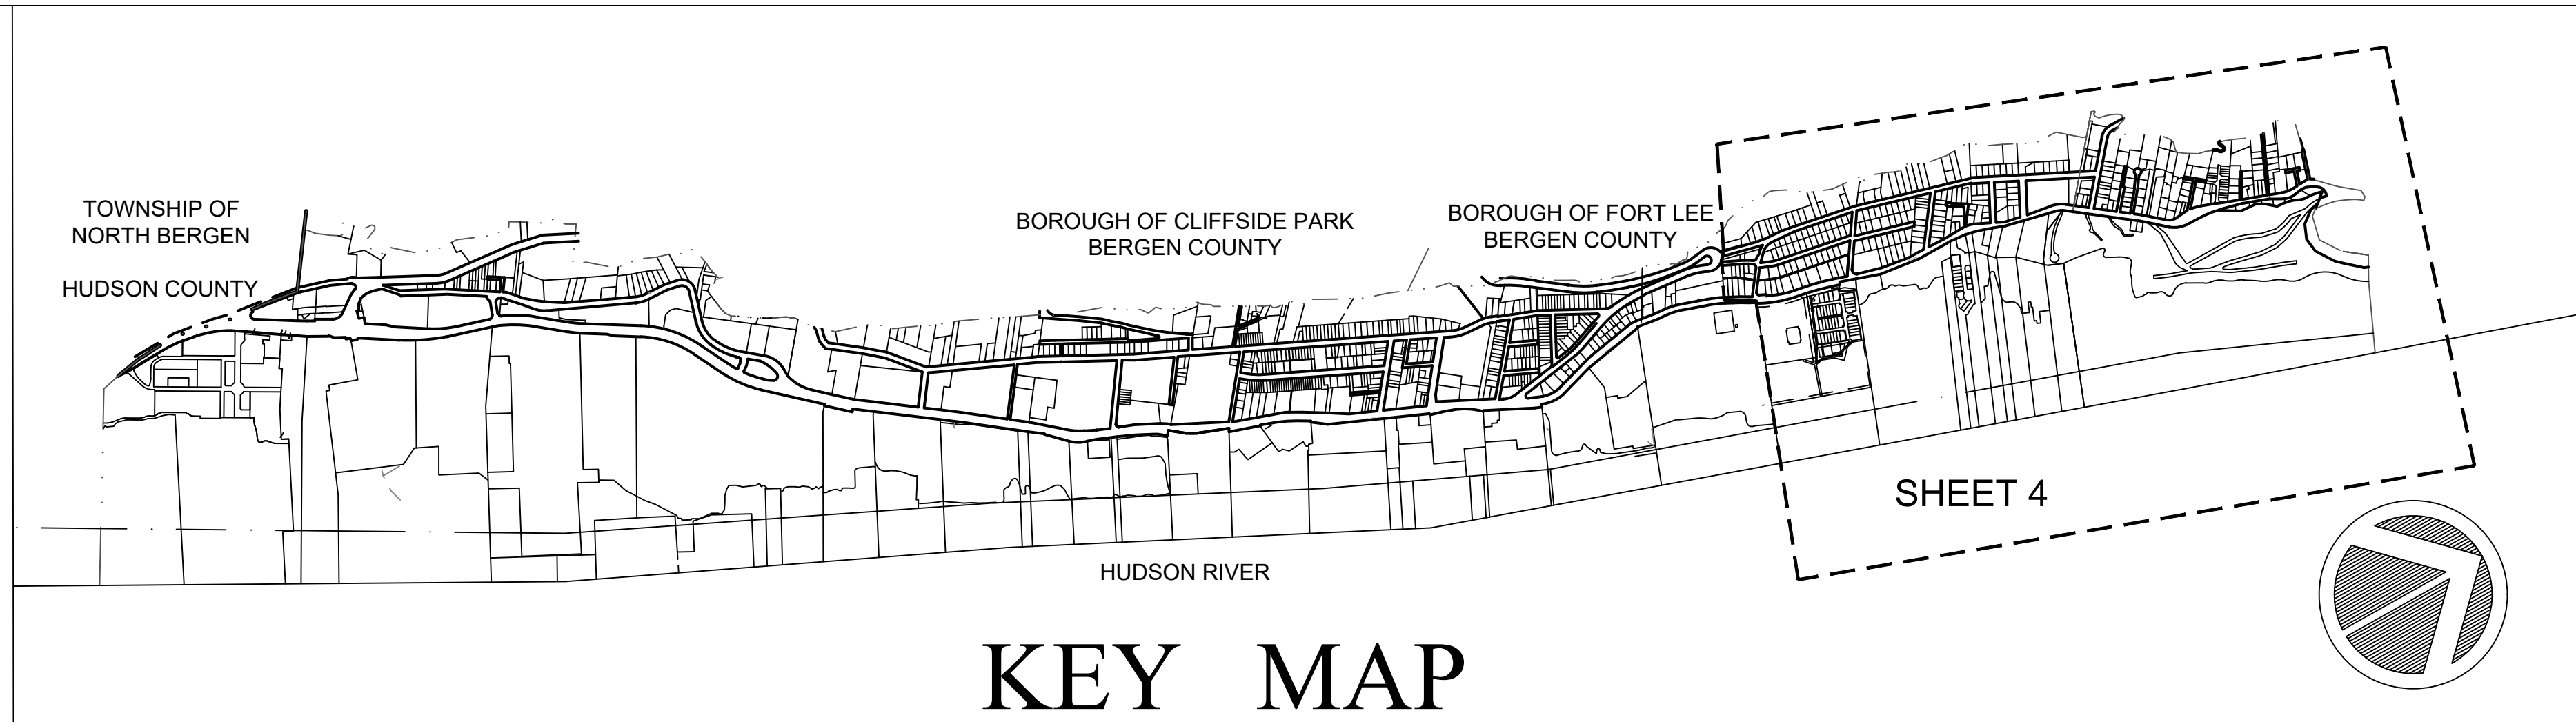 TOWNSHIP OF
NORTH BERGEN
HUDSON COUNTY
BOROUGH OF CLIFFSIDE PARK
BERGEN COUNTY
BOROUGH OF FORT LEE
BERGEN COUNTY
SHEET 4
HUDSON RIVER
KEY MAP